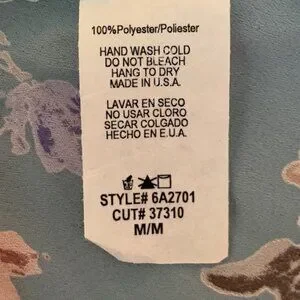 100%Polyester/Poliester
HAND WASH COLD
DO NOT BLEACH
HANG TO DRY
MADE IN U.S.A.
LAVAR EN SECO
NO USAR CLORO
SECAR COLGADO
HECHO EN E.U.A.
STYLE# 6A2701
CUT# 37310
M/M